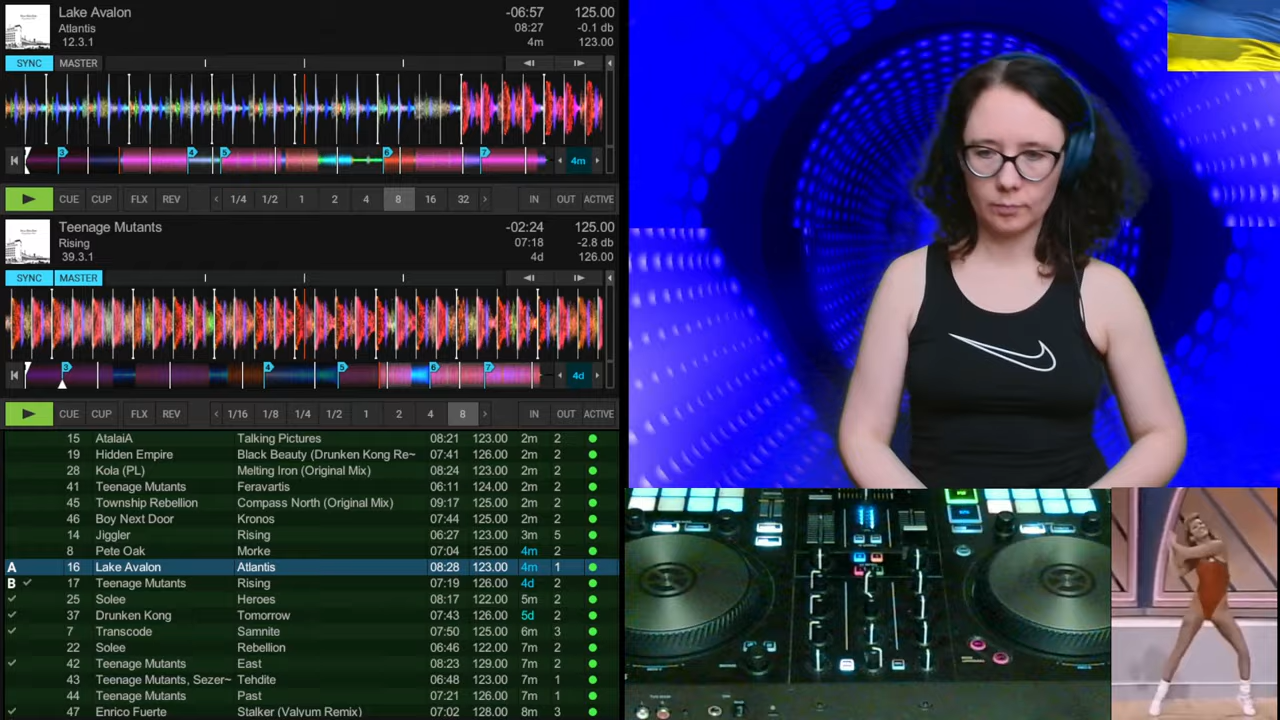 Lake Avalon -06:57 125.00
Atlantis 08:27 -0.1 db
12.3.1 4m 123.00
SYNC MASTER
3 4 5 6 7 4m
CUE CUP FLX REV 1/4 1/2 1 2 4 8 16 32 IN OUT ACTIVE
Teenage Mutants -02:24 125.00
Rising 07:18 -2.8 db
39.3.1 4d 126.00
SYNC MASTER
3 4 5 6 7 4d
CUE CUP FLX REV 1/16 1/8 1/4 1/2 1 2 4 8 IN OUT ACTIVE
15 AtalaiA Talking Pictures 08:21 123.00 2m 2
19 Hidden Empire Black Beauty (Drunken Kong Re~ 07:41 126.00 2m 2
28 Kola (PL) Melting Iron (Original Mix) 08:24 123.00 2m 2
41 Teenage Mutants Feravartis 06:11 124.00 2m 2
45 Township Rebellion Compass North (Original Mix) 09:17 125.00 2m 2
46 Boy Next Door Kronos 07:44 125.00 2m 2
14 Jiggler Rising 06:27 123.00 3m 5
8 Pete Oak Morke 07:04 125.00 4m 2
A 16 Lake Avalon Atlantis 08:28 123.00 4m 1
B 17 Teenage Mutants Rising 07:19 126.00 4d 2
25 Solee Heroes 08:17 122.00 5m 2
37 Drunken Kong Tomorrow 07:43 126.00 5d 2
7 Transcode Samnite 07:50 125.00 6m 3
22 Solee Rebellion 06:46 122.00 7m 2
42 Teenage Mutants East 08:23 129.00 7m 2
43 Teenage Mutants, Sezer~ Tehdite 06:48 123.00 7m 1
44 Teenage Mutants Past 07:21 126.00 7m 1
47 Enrico Fuerte Stalker (Valyum Remix) 07:02 128.00 8m 3